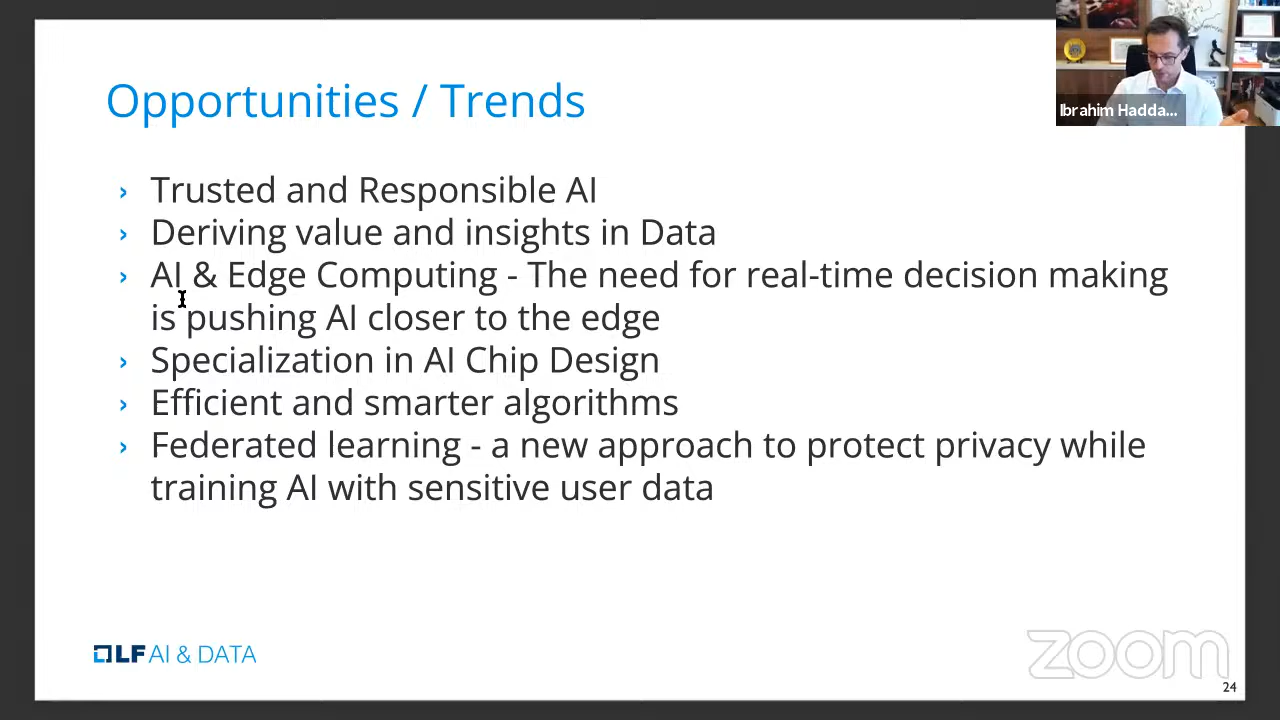 Opportunities / Trends
Ibrahim Hadda...
› Trusted and Responsible AI
› Deriving value and insights in Data
› AI & Edge Computing - The need for real-time decision making
is pushing AI closer to the edge
› Specialization in AI Chip Design
› Efficient and smarter algorithms
› Federated learning - a new approach to protect privacy while
training AI with sensitive user data
LF AI & DATA
zoom
24